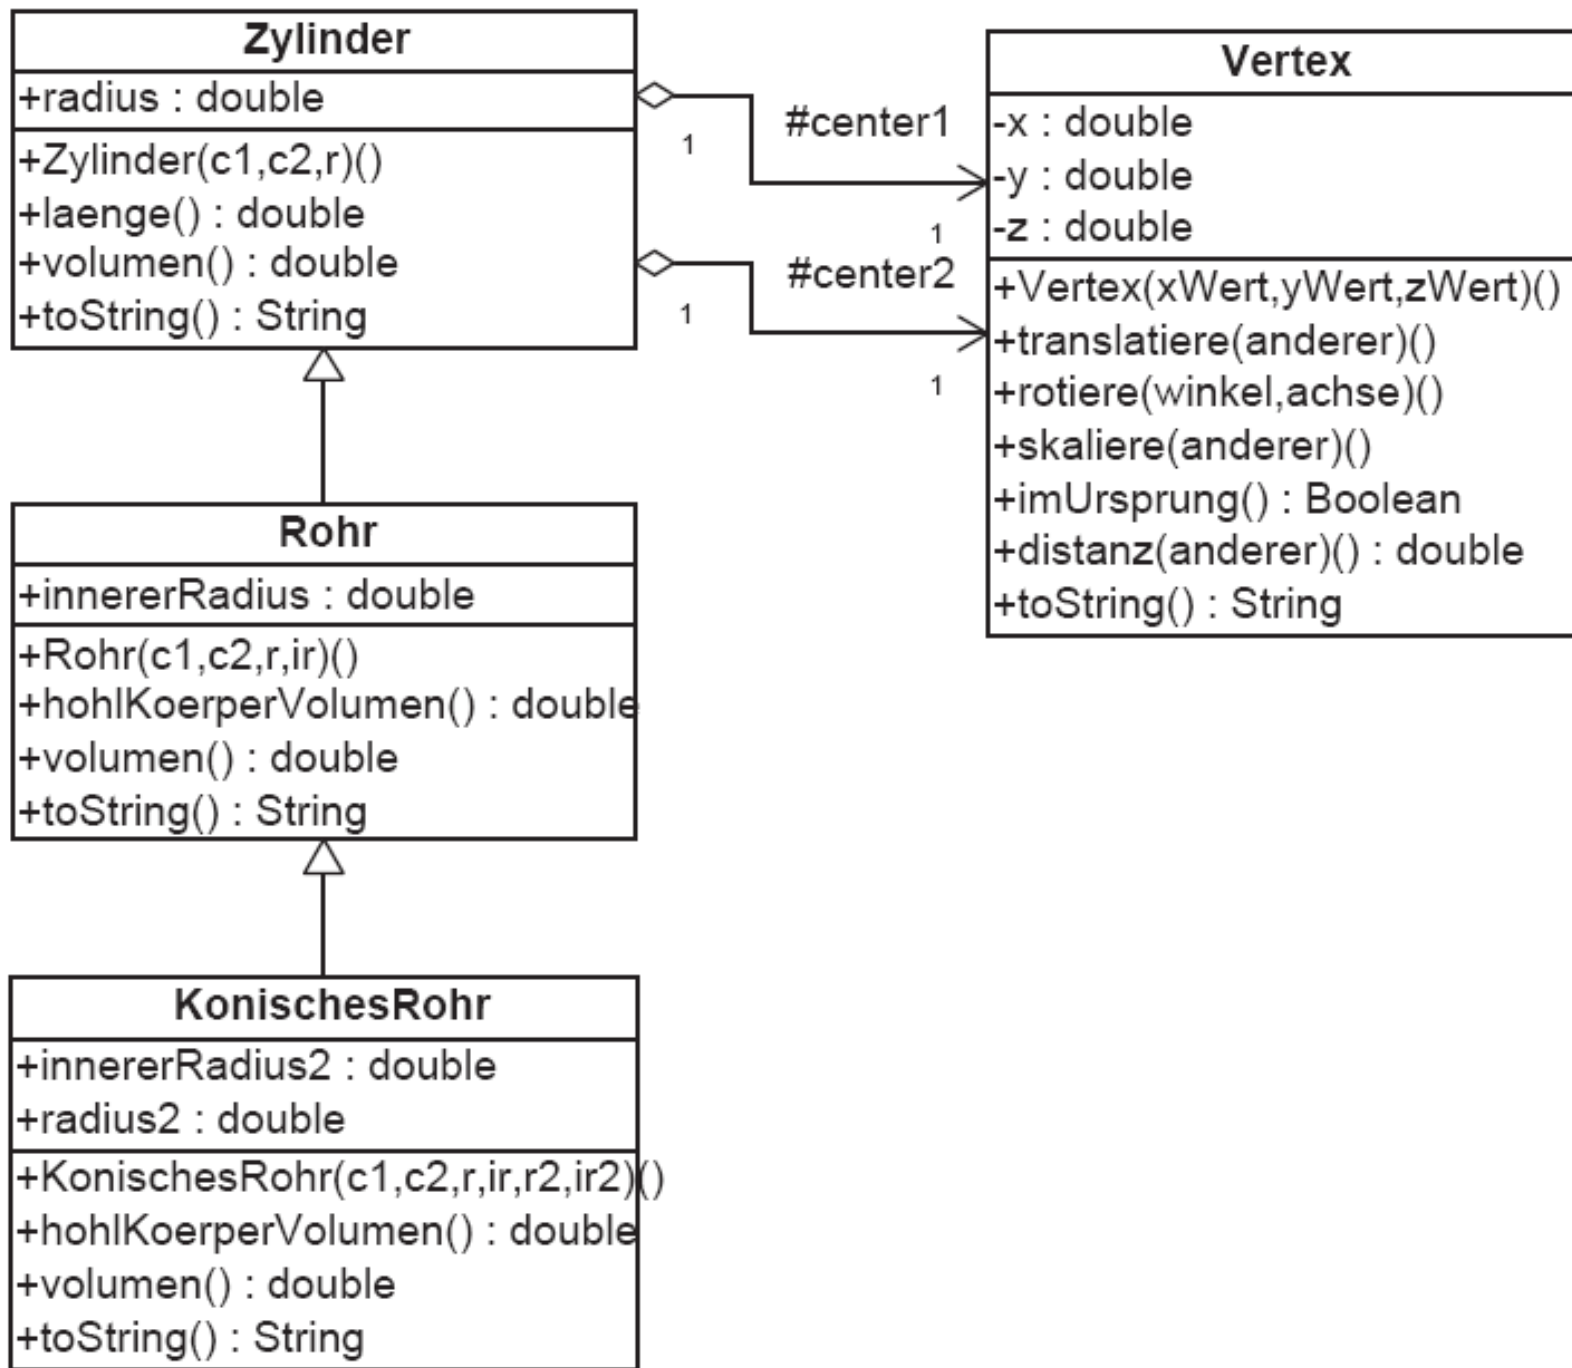 Zylinder
+radius : double
+Zylinder(c1,c2,r)()
+laenge() : double
+volumen() : double
+toString() : String
1
#center1
1
1
#center2
1
Vertex
-x : double
-y : double
-z : double
+Vertex(xWert,yWert,zWert)()
+translatiere(anderer)()
+rotiere(winkel,achse)()
+skaliere(anderer)()
+imUrsprung() : Boolean
+distanz(anderer)() : double
+toString() : String
Rohr
+innererRadius : double
+Rohr(c1,c2,r,ir)()
+hohlKoerperVolumen() : double
+volumen() : double
+toString() : String
KonischesRohr
+innererRadius2 : double
+radius2 : double
+KonischesRohr(c1,c2,r,ir,r2,ir2)()
+hohlKoerperVolumen() : double
+volumen() : double
+toString() : String